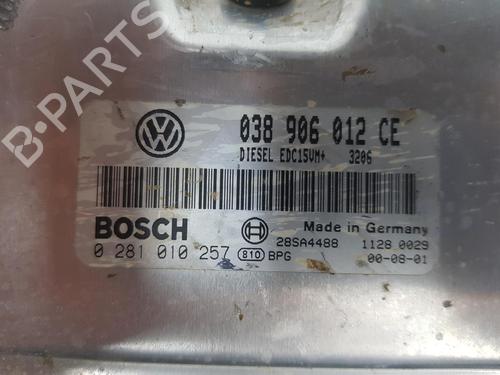 VW
038 906 012 CE
DIESEL EDC15VM+ 3206
BOSCH
Made in Germany
0 281 010 257
810 BPG
28SA4488
1128 0029
00-08-01
B-PARTS